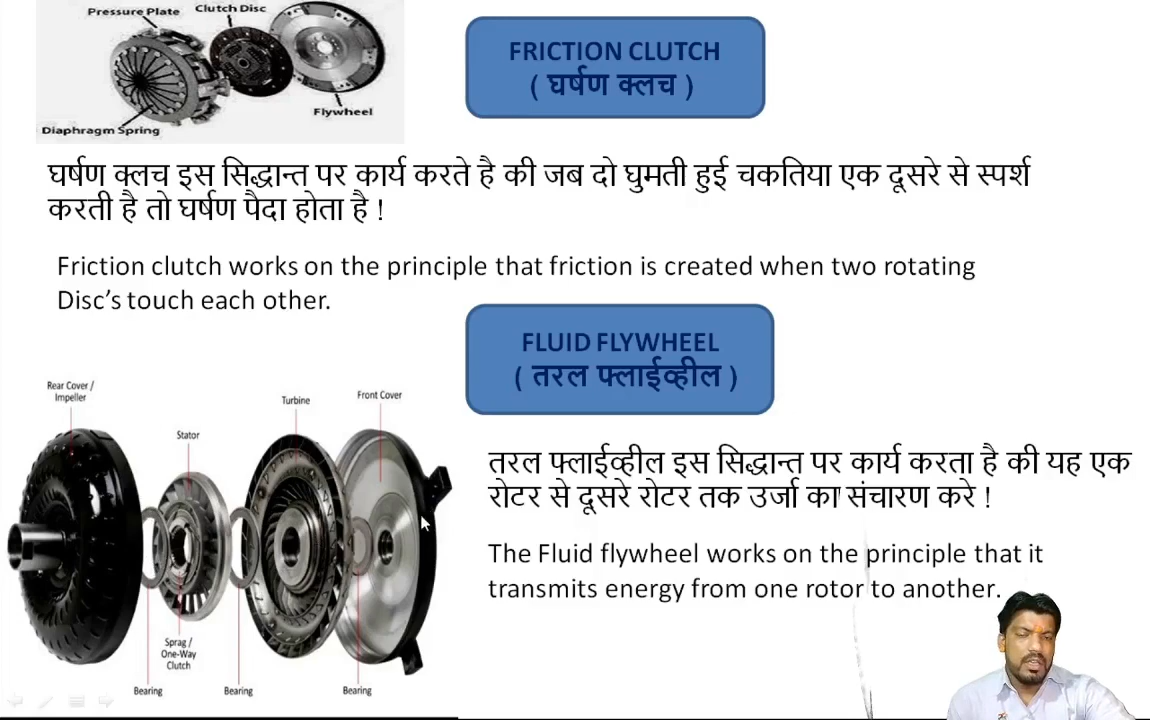 Pressure Plate
Clutch Disc
Flywheel
Diaphragm Spring
FRICTION CLUTCH
( घर्षण क्लच )
घर्षण क्लच इस सिद्धान्त पर कार्य करते है की जब दो घुमती हुई चकतिया एक दूसरे से स्पर्श
करती है तो घर्षण पैदा होता है !
Friction clutch works on the principle that friction is created when two rotating
Disc’s touch each other.
FLUID FLYWHEEL
( तरल फ्लाईव्हील )
Rear Cover /
Impeller
Stator
Turbine
Front Cover
Sprag /
One-Way
Clutch
Bearing
Bearing
Bearing
तरल फ्लाईव्हील इस सिद्धान्त पर कार्य करता है की यह एक
रोटर से दूसरे रोटर तक उर्जा का संचारण करे !
The Fluid flywheel works on the principle that it
transmits energy from one rotor to another.